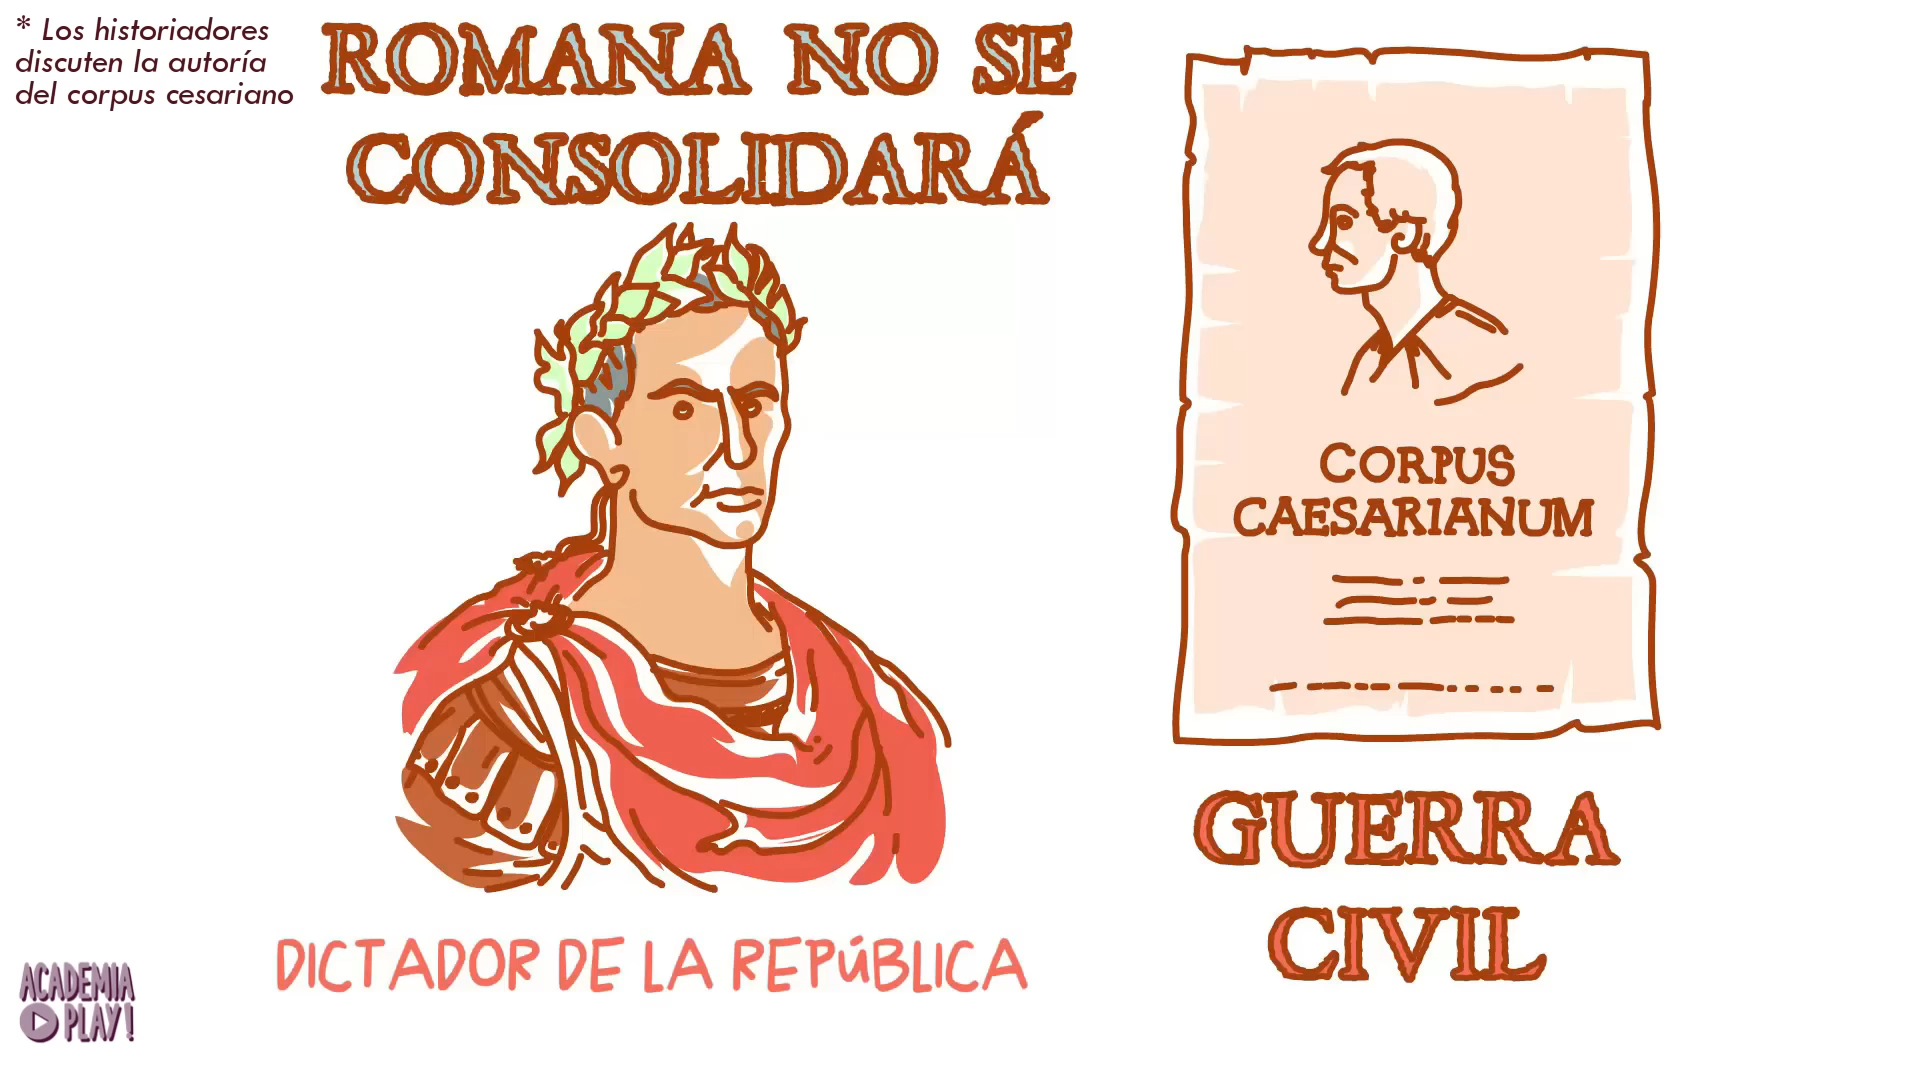 * Los historiadores
discuten la autoría
del corpus cesariano
ROMANA NO SE
CONSOLIDARÁ
CORPUS
CAESARIANUM
GUERRA
CIVIL
DICTADOR DE LA REPÚBLICA
ACADEMIA
PLAY!